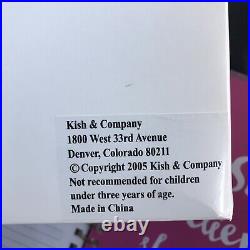 Kish & Company
1800 West 33rd Avenue
Denver, Colorado 80211
© Copyright 2005 Kish & Company
Not recommended for children
under three years of age.
Made in China